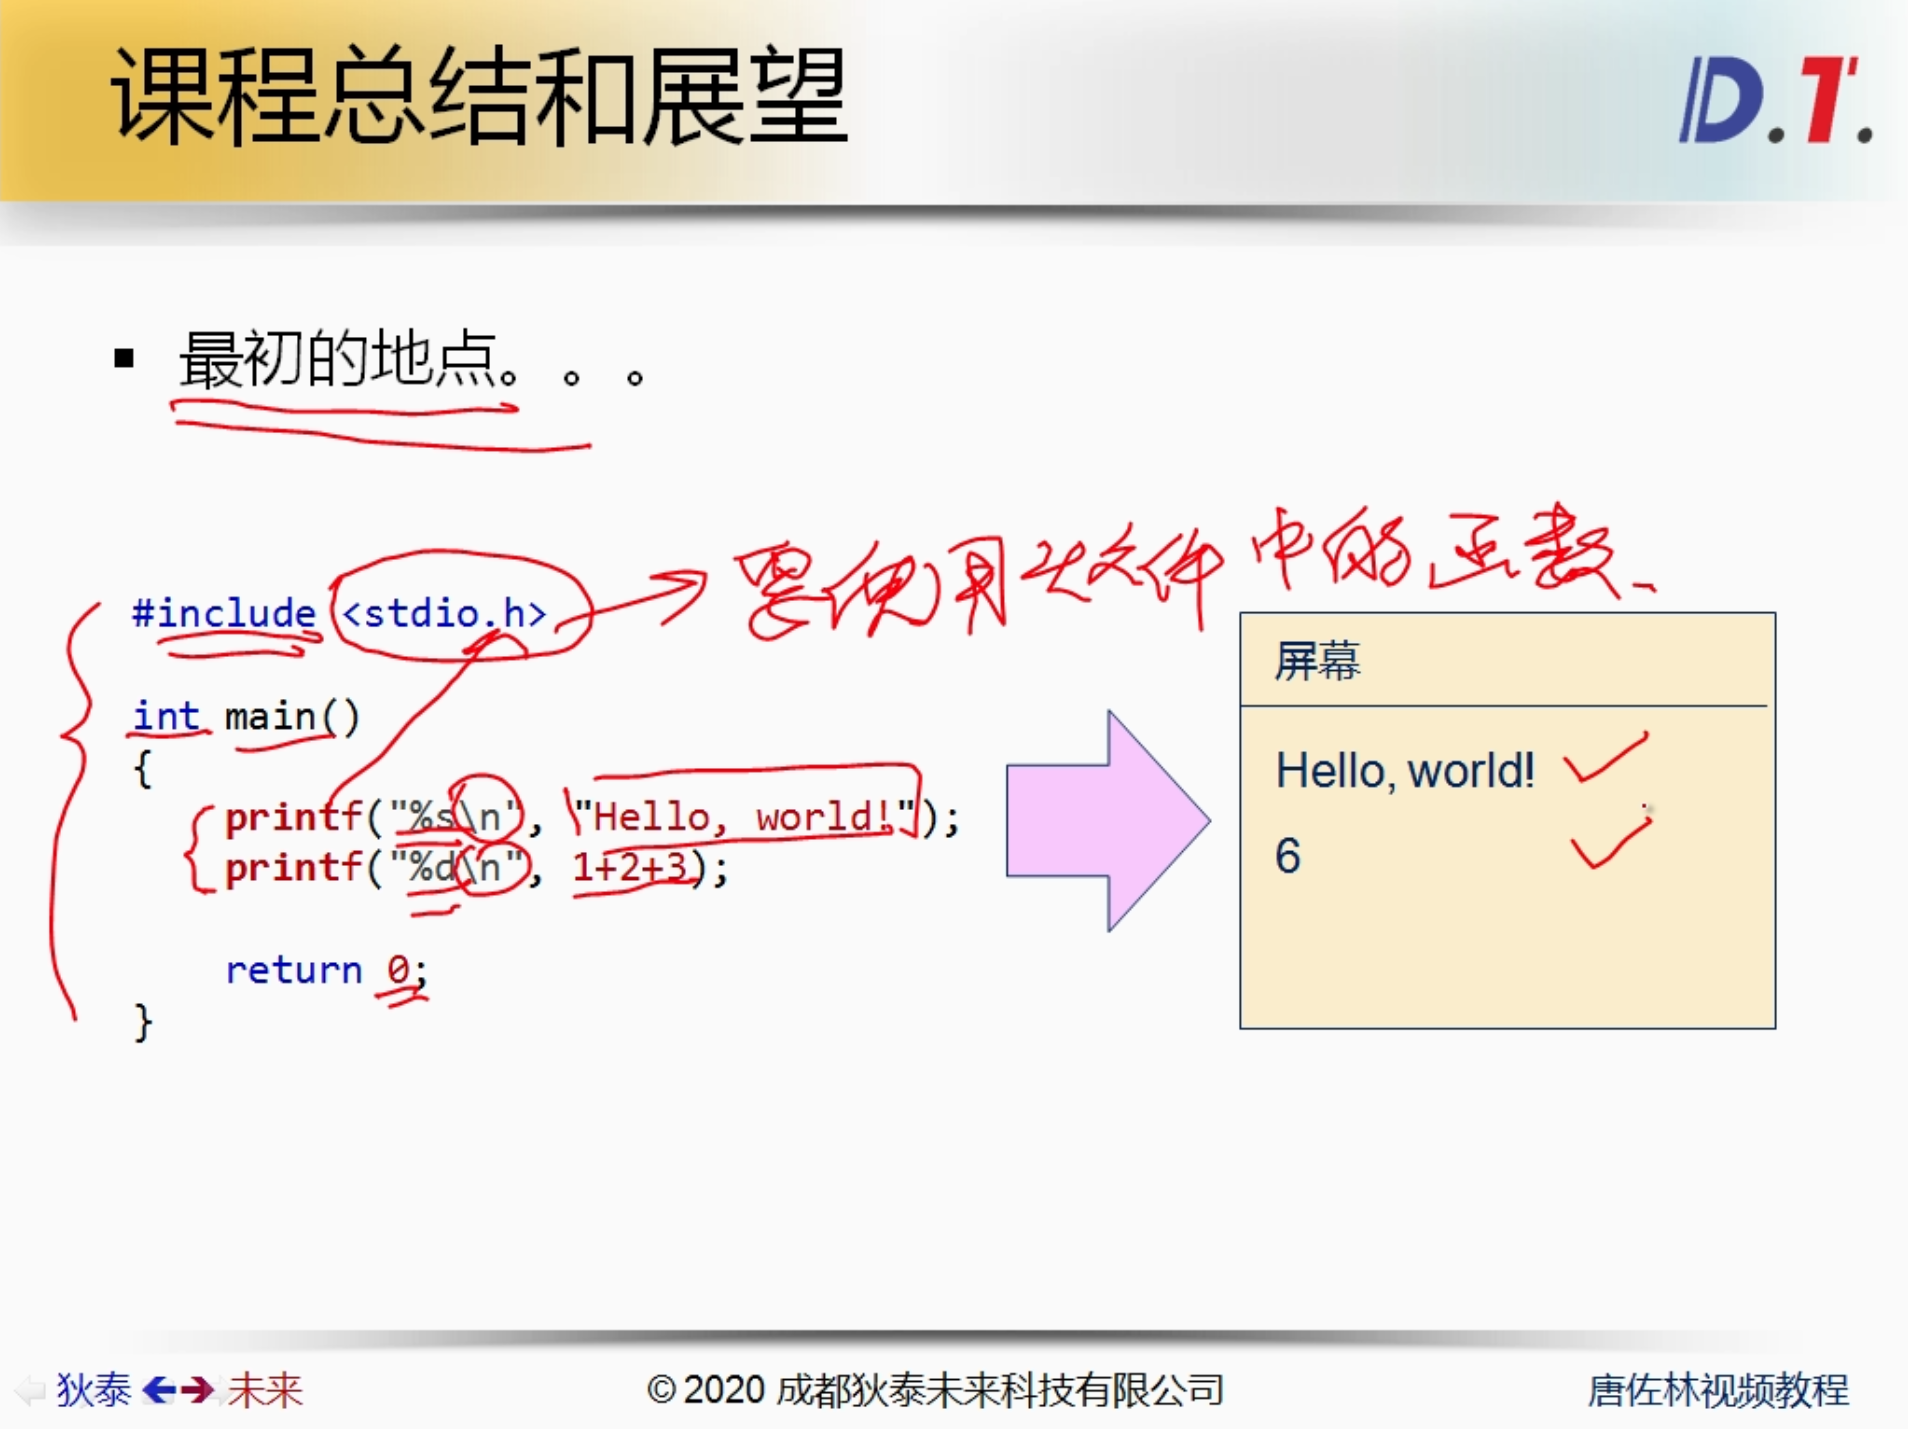 课程总结和展望
D.T.
最初的地点。。。
要使用头文件中的函数、
#include <stdio.h>
int main()
{
printf("%s\n", "Hello, world!");
printf("%d\n", 1+2+3);
return 0;
}
屏幕
Hello, world!
6
狄泰 未来
© 2020 成都狄泰未来科技有限公司
唐佐林视频教程